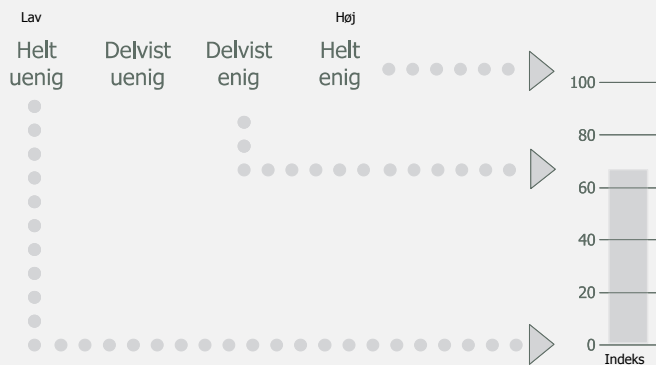 Lav
Høj
Helt
uenig
Delvist
uenig
Delvist
enig
Helt
enig
100
80
60
40
20
0
Indeks